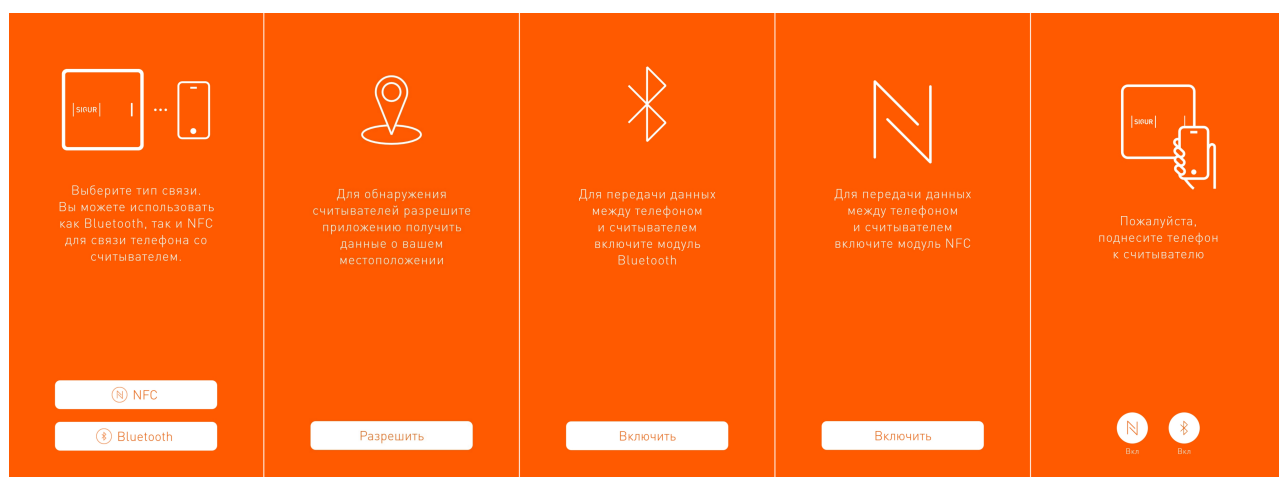 SIGUR
Выберите тип связи.
Вы можете использовать
как Bluetooth, так и NFC
для связи телефона со
считывателем.
NFC
Bluetooth
Для обнаружения
считывателей разрешите
приложению получить
данные о вашем
местоположении
Разрешить
Для передачи данных
между телефоном
и считывателем
включите модуль
Bluetooth
Включить
Для передачи данных
между телефоном
и считывателем
включите модуль NFC
Включить
SIGUR
Пожалуйста,
поднесите телефон
к считывателю
Вкл
Вкл